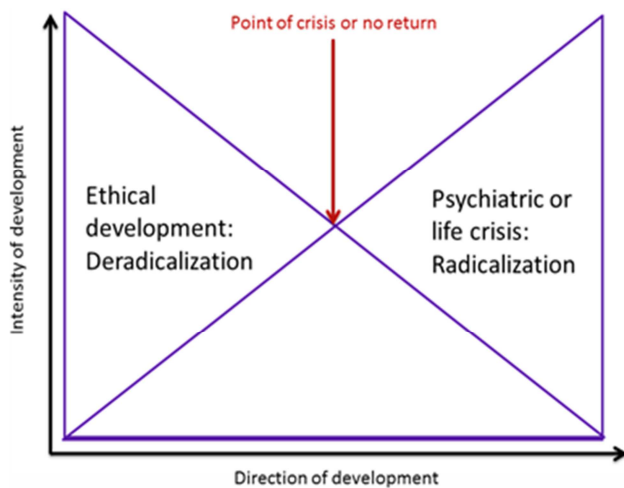 Point of crisis or no return
Intensity of development
Ethical
development:
Deradicalization
Psychiatric or
life crisis:
Radicalization
Direction of development